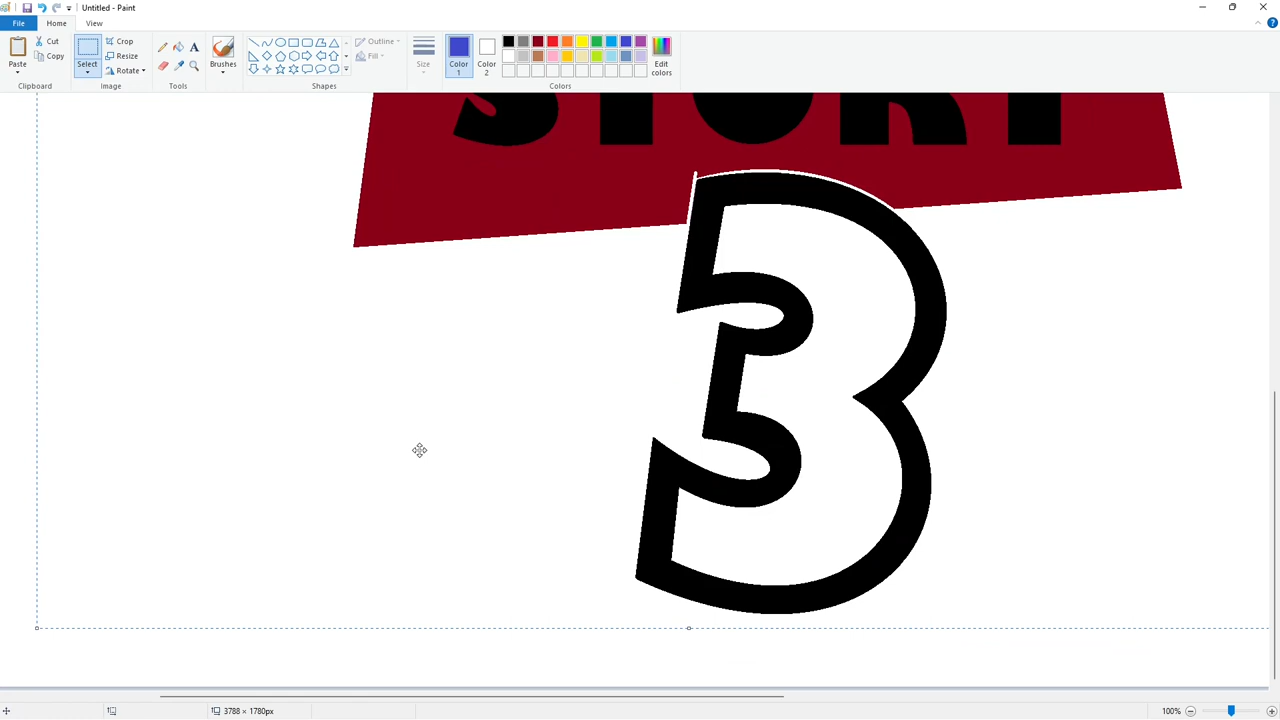 Untitled - Paint
File Home View
Paste Cut Copy Select Crop Resize Rotate A Brushes Outline Fill Size Color 1 Color 2 Edit colors
Clipboard Image Tools Shapes Colors
STORY
3
3788 × 1780px 100%